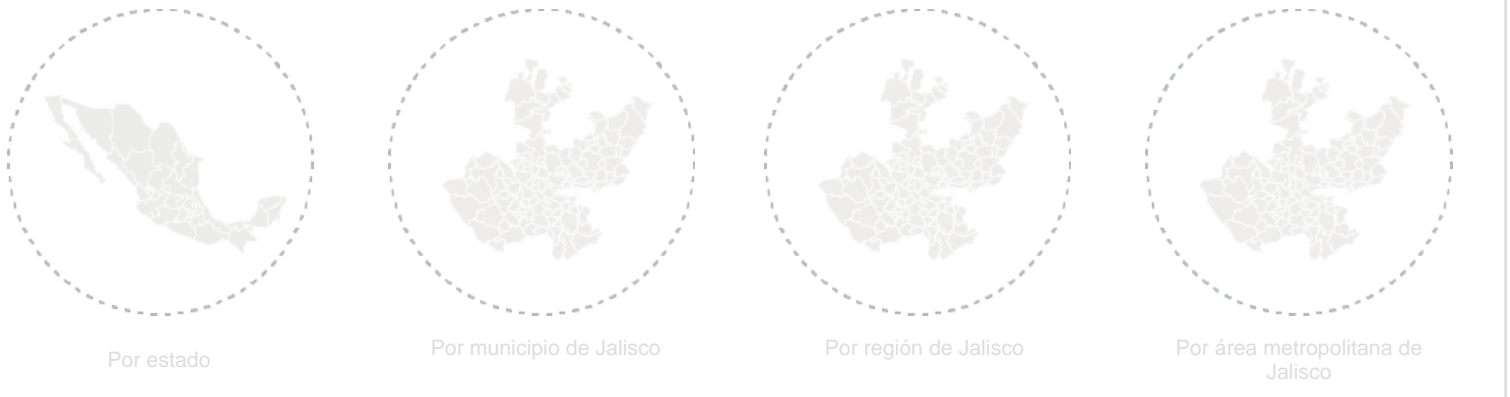 Por estado
Por municipio de Jalisco
Por región de Jalisco
Por área metropolitana de
Jalisco